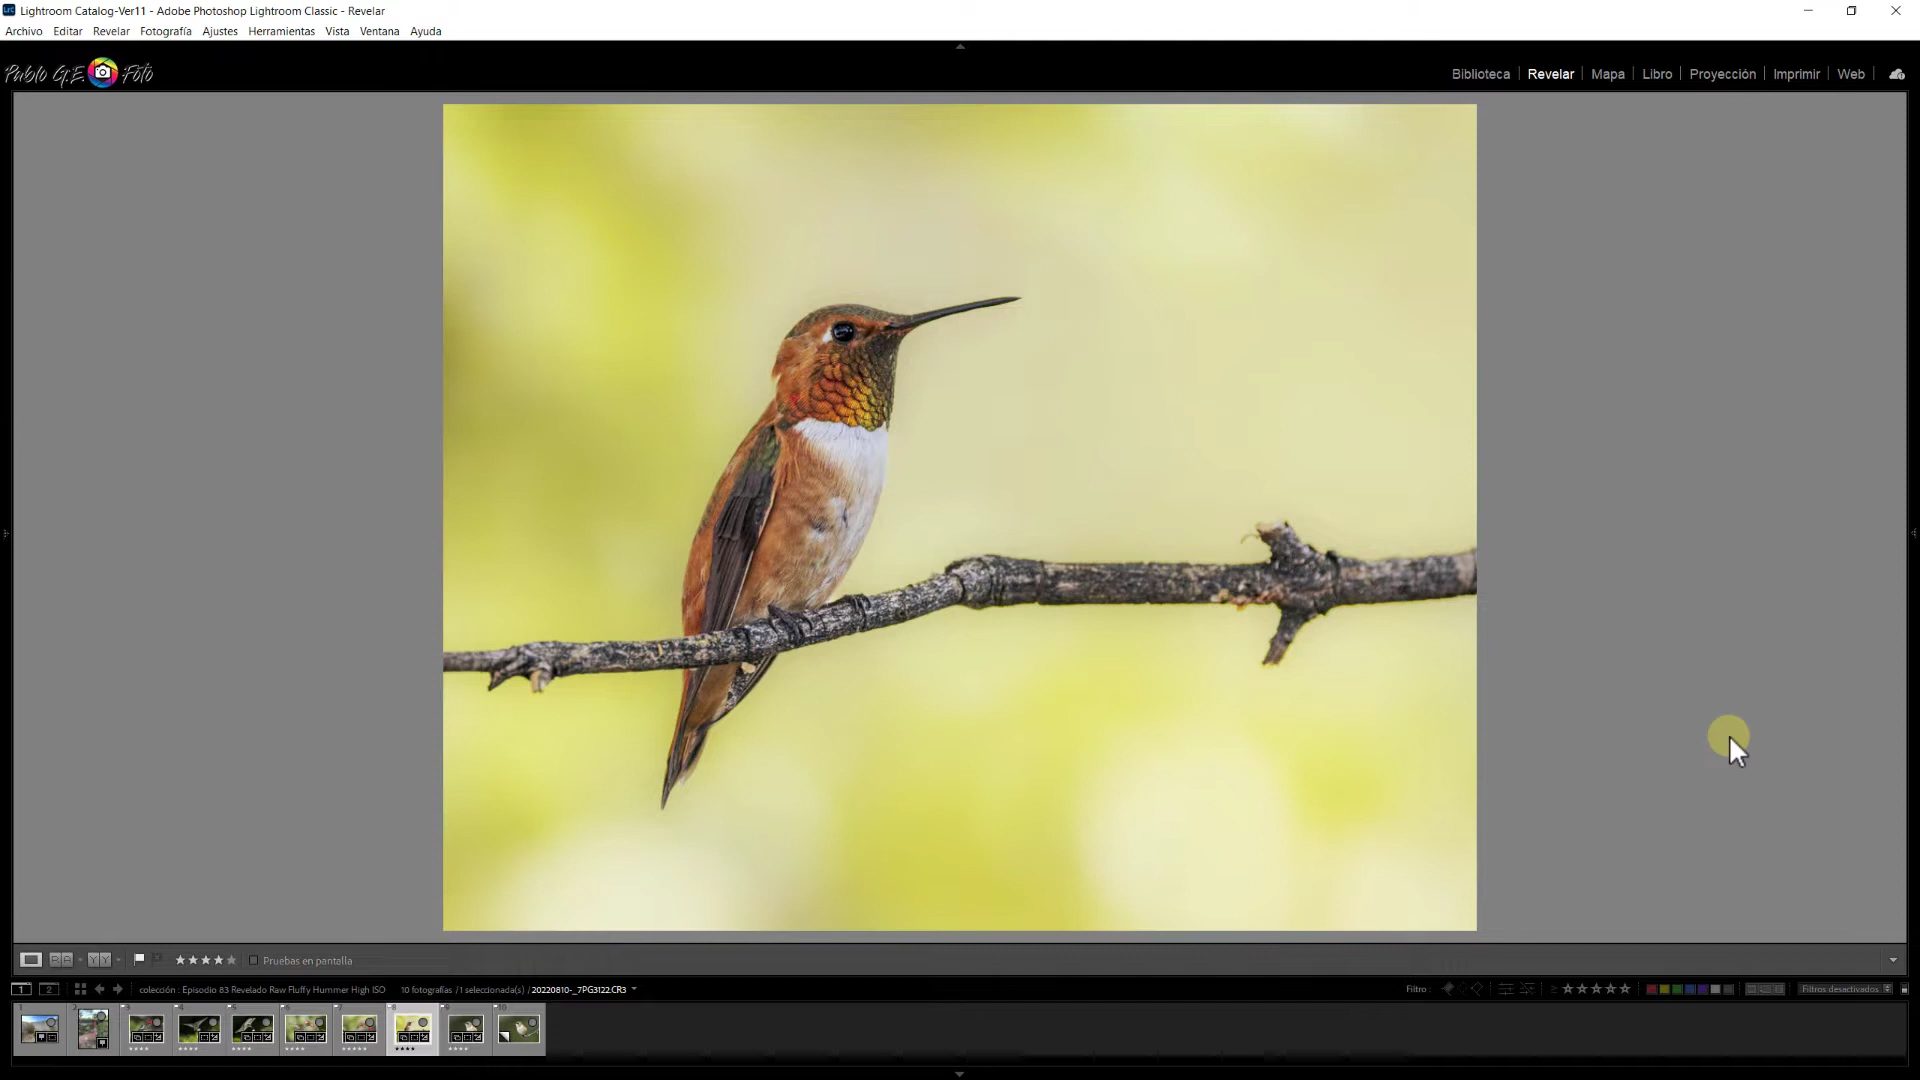 Lightroom Catalog-Ver11 - Adobe Photoshop Lightroom Classic - Revelar
Archivo Editar Revelar Fotografía Ajustes Herramientas Vista Ventana Ayuda
Pablo G.E Foto
Biblioteca | Revelar | Mapa | Libro | Proyección | Imprimir | Web |
Pruebas en pantalla
1 2 colección : Episodio 83 Revelado Raw Fluffy Hummer High ISO 10 fotografías /1 seleccionada(s) /20220810-_7PG3122.CR3 Filtro : Filtros desactivados